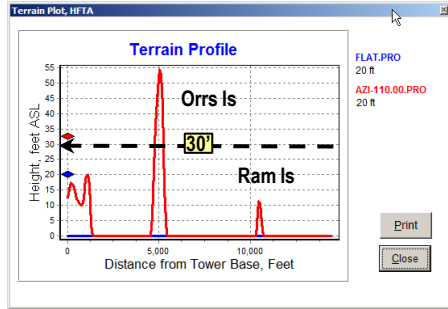 Terrain Plot, HFTA
Terrain Profile
FLAT.PRO
20 ft
AZI-110.00.PRO
20 ft
Height, feet ASL
55
50
45
40
35
30
25
20
15
10
5
0
Orrs Is
30'
Ram Is
0
5,000
10,000
Distance from Tower Base, Feet
Print
Close